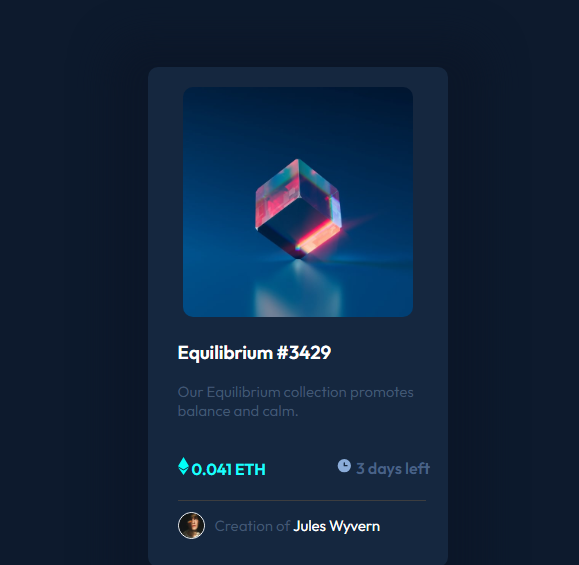 Equilibrium #3429
Our Equilibrium collection promotes
balance and calm.
0.041 ETH
3 days left
Creation of Jules Wyvern